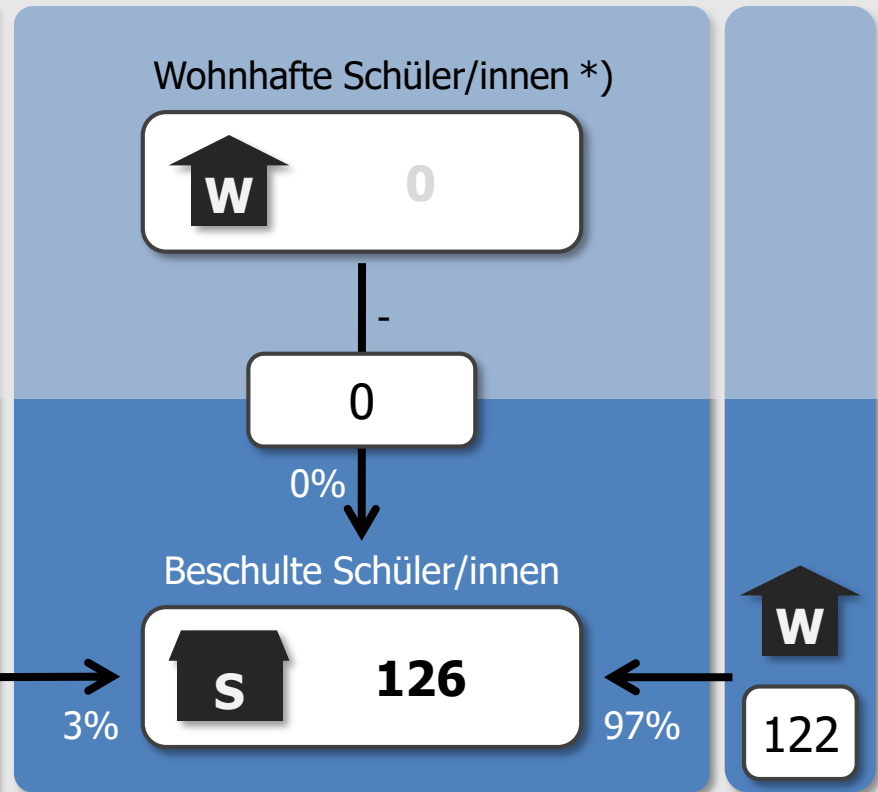 Wohnhafte Schüler/innen *)
W 0
-
0
0%
Beschulte Schüler/innen
W
S 126
3%
97%
122